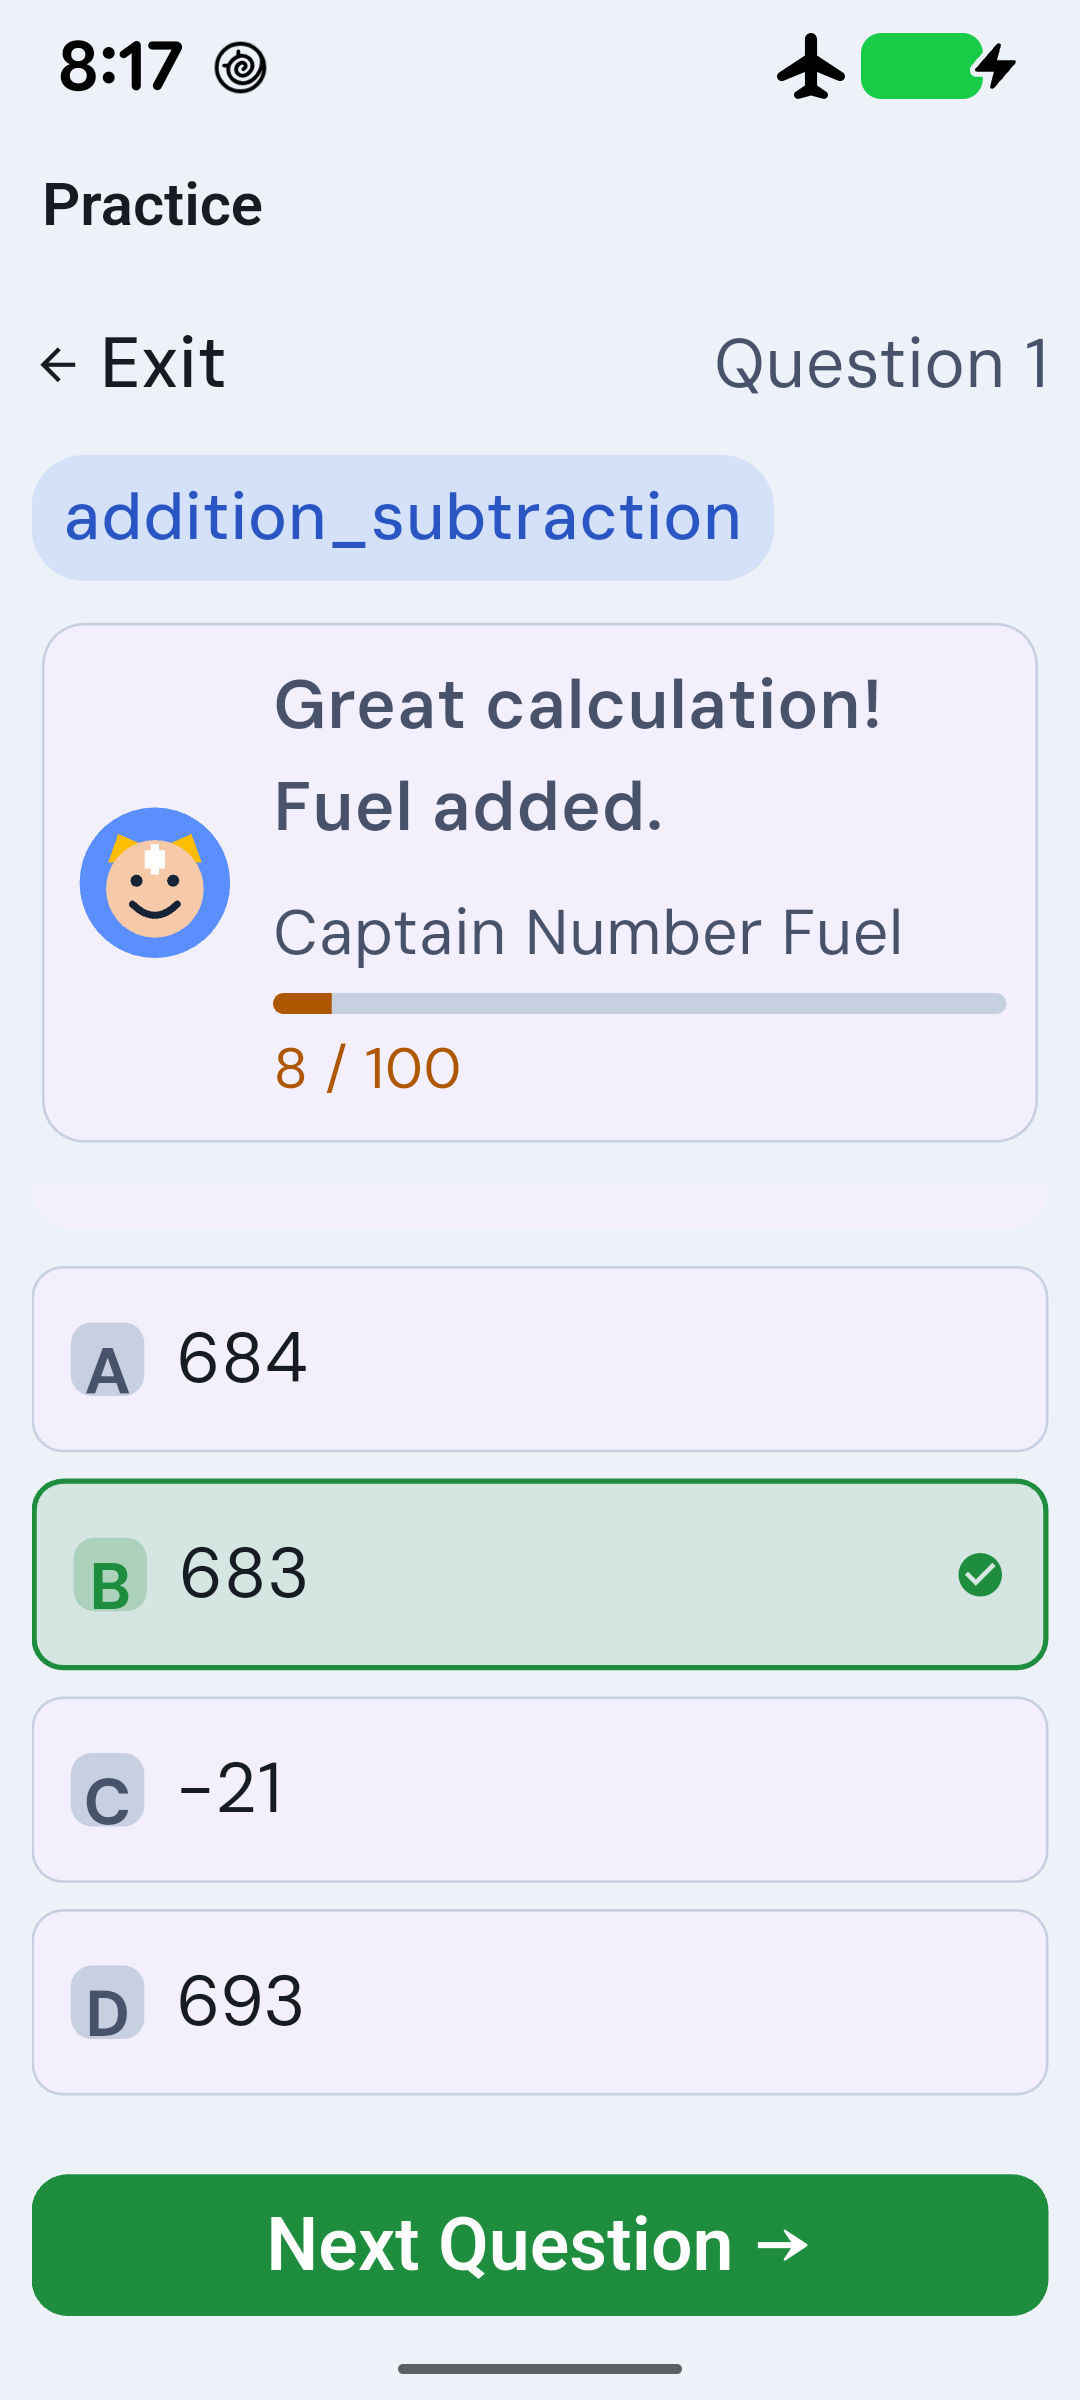 8:17
Practice
← Exit
Question 1
addition_subtraction
Great calculation!
Fuel added.
Captain Number Fuel
8 / 100
A 684
B 683
C -21
D 693
Next Question →